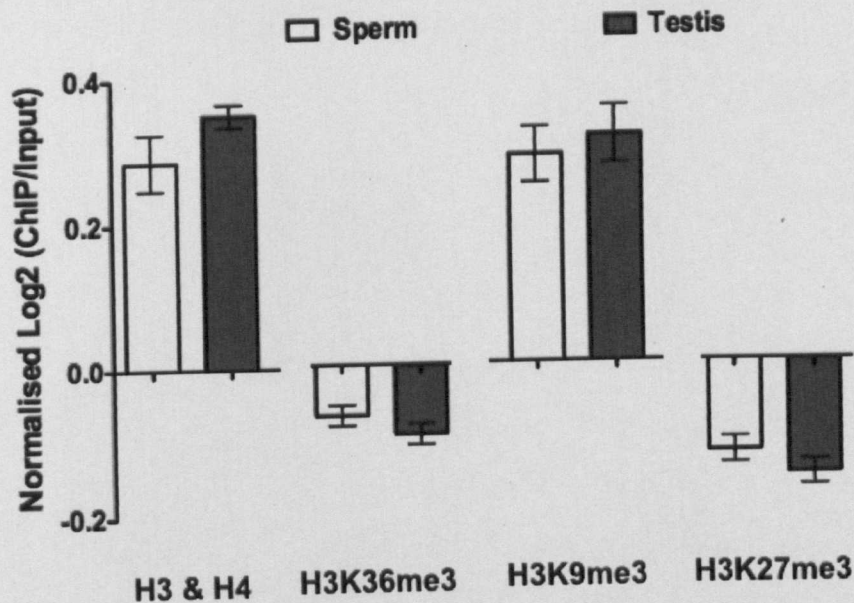 Sperm Testis
Normalised Log2 (ChIP/Input)
0.4
0.2
0.0
-0.2
H3 & H4 H3K36me3 H3K9me3 H3K27me3